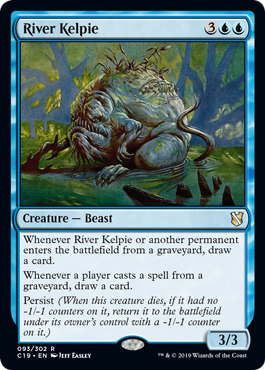 River Kelpie 3
Creature — Beast
Whenever River Kelpie or another permanent
enters the battlefield from a graveyard, draw
a card.
Whenever a player casts a spell from a
graveyard, draw a card.
Persist (When this creature dies, if it had no
-1/-1 counters on it, return it to the battlefield
under its owner's control with a -1/-1 counter
on it.)
3/3
093/302 R
C19 • EN Jeff Easley
™ & © 2019 Wizards of the Coast